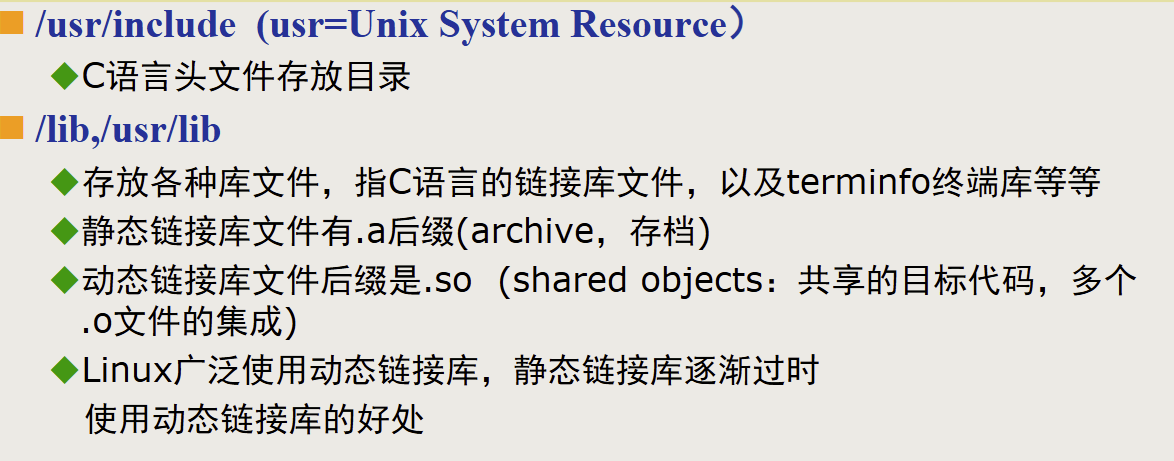 /usr/include (usr=Unix System Resource）
C语言头文件存放目录
/lib,/usr/lib
存放各种库文件，指C语言的链接库文件，以及terminfo终端库等等
静态链接库文件有.a后缀(archive，存档)
动态链接库文件后缀是.so（shared objects：共享的目标代码，多个
.o文件的集成)
Linux广泛使用动态链接库，静态链接库逐渐过时
使用动态链接库的好处